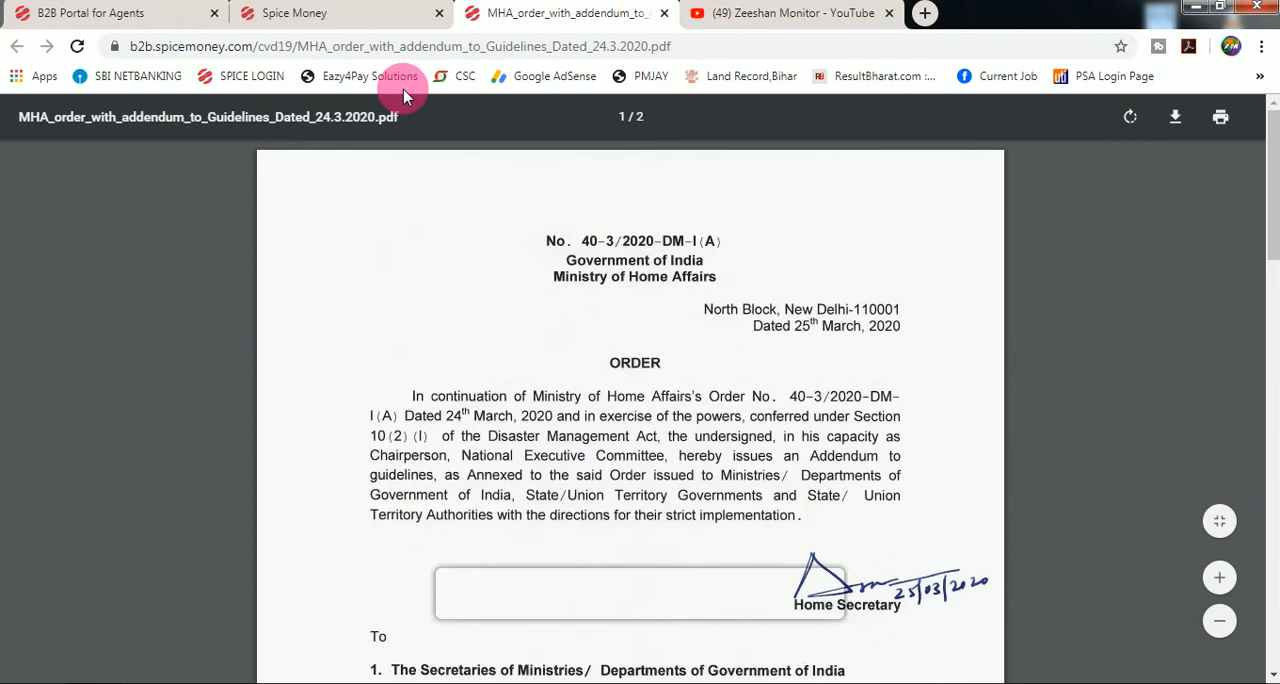 B2B Portal for Agents
Spice Money
MHA_order_with_addendum_to_
(49) Zeeshan Monitor - YouTube
b2b.spicemoney.com/cvd19/MHA_order_with_addendum_to_Guidelines_Dated_24.3.2020.pdf
Apps
SBI NETBANKING
SPICE LOGIN
Eazy4Pay Solutions
CSC
Google AdSense
PMJAY
Land Record,Bihar
ResultBharat.com :...
Current Job
PSA Login Page
»
MHA_order_with_addendum_to_Guidelines_Dated_24.3.2020.pdf
1 / 2
No. 40-3/2020-DM-I(A)
Government of India
Ministry of Home Affairs
North Block, New Delhi-110001
Dated 25th March, 2020
ORDER
In continuation of Ministry of Home Affairs's Order No. 40-3/2020-DM-
I(A) Dated 24th March, 2020 and in exercise of the powers, conferred under Section
10(2)(I) of the Disaster Management Act, the undersigned, in his capacity as
Chairperson, National Executive Committee, hereby issues an Addendum to
guidelines, as Annexed to the said Order issued to Ministries/ Departments of
Government of India, State/Union Territory Governments and State/ Union
Territory Authorities with the directions for their strict implementation.
25/03/2020
Home Secretary
To
1. The Secretaries of Ministries/ Departments of Government of India